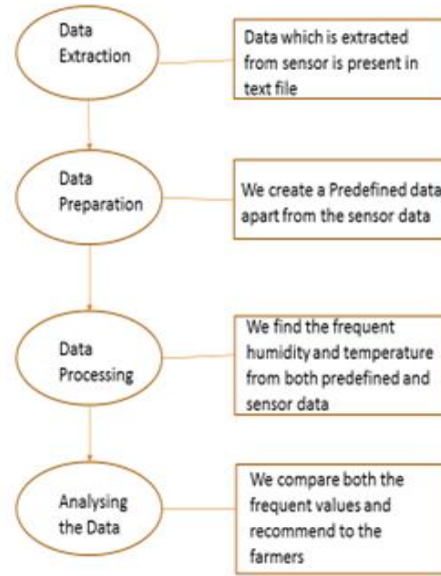 Data
Extraction
Data which is extracted
from sensor is present in
text file
Data
Preparation
We create a Predefined data
apart from the sensor data
Data
Processing
We find the frequent
humidity and temperature
from both predefined and
sensor data
Analysing
the Data
We compare both the
frequent values and
recommend to the
farmers